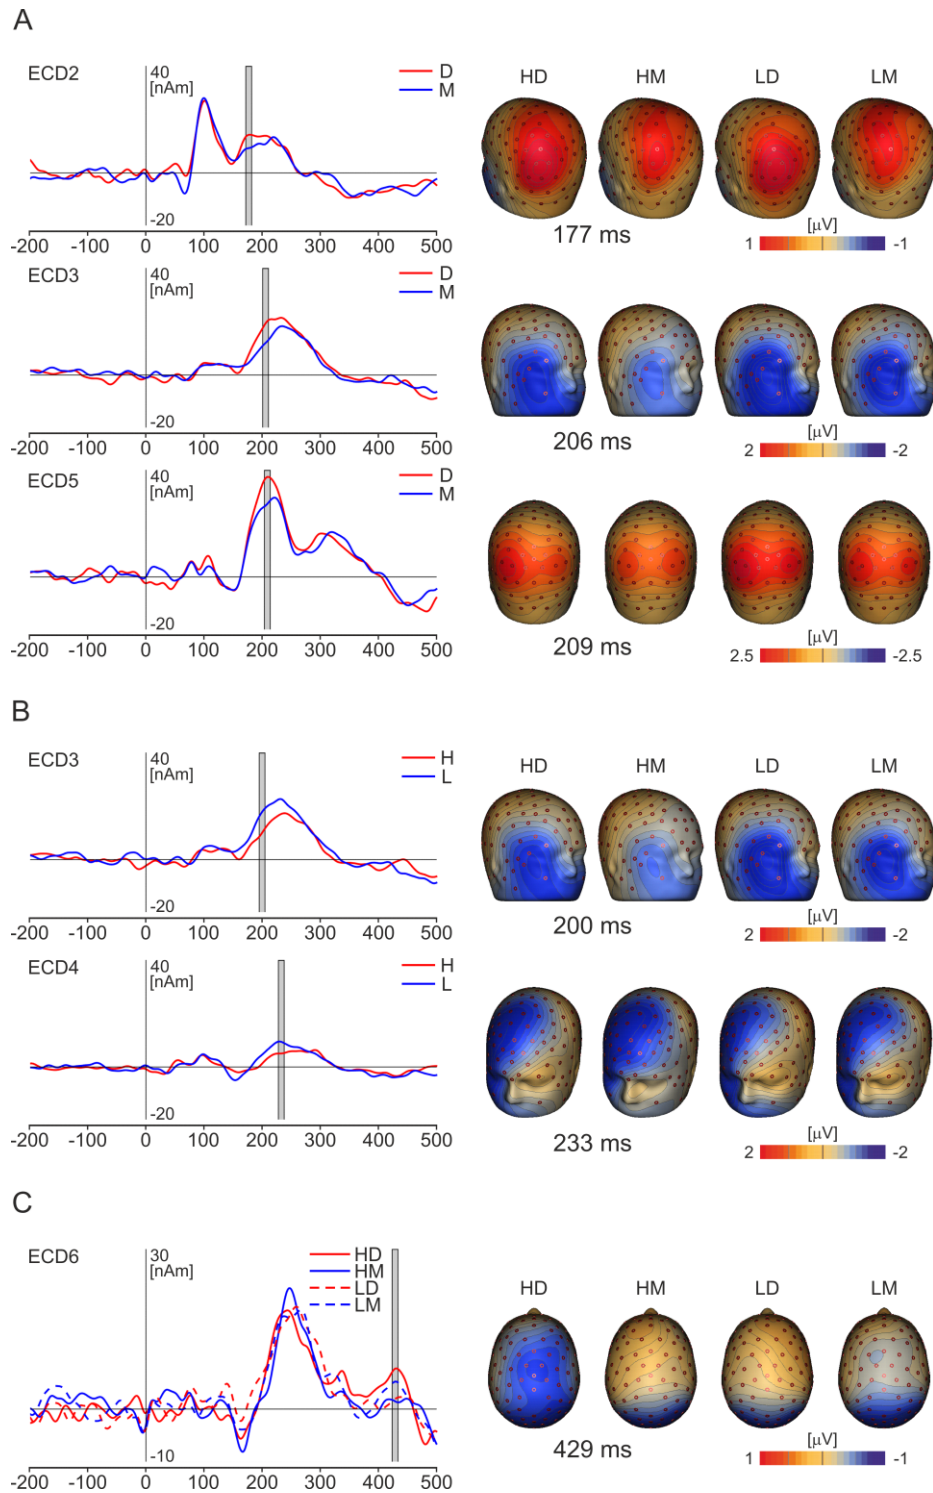 A
ECD2
40
[nAm]
D
M
-20
-200 -100 0 100 200 300 400 500
HD HM LD LM
177 ms
[µV]
1 -1
ECD3
40
[nAm]
D
M
-20
-200 -100 0 100 200 300 400 500
206 ms
[µV]
2 -2
ECD5
40
[nAm]
D
M
-20
-200 -100 0 100 200 300 400 500
209 ms
[µV]
2.5 -2.5
B
ECD3
40
[nAm]
H
L
-20
-200 -100 0 100 200 300 400 500
HD HM LD LM
200 ms
[µV]
2 -2
ECD4
40
[nAm]
H
L
-20
-200 -100 0 100 200 300 400 500
233 ms
[µV]
2 -2
C
ECD6
30
[nAm]
HD
HM
LD
LM
-10
-200 -100 0 100 200 300 400 500
HD HM LD LM
429 ms
[µV]
1 -1